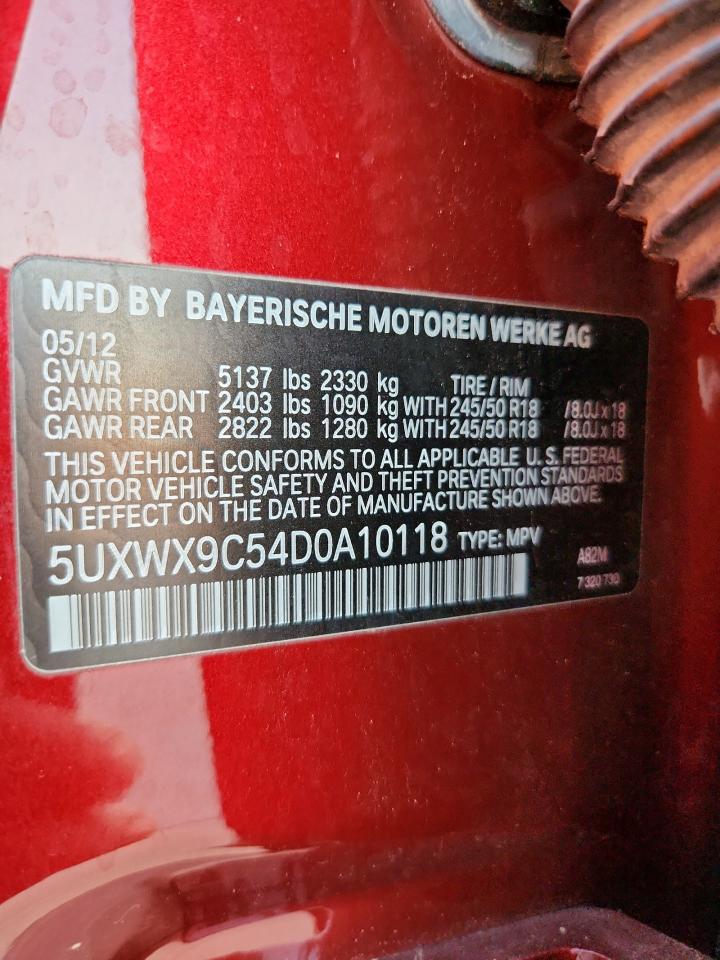 MFD BY BAYERISCHE MOTOREN WERKE AG
05/12
GVWR 5137 lbs 2330 kg TIRE / RIM
GAWR FRONT 2403 lbs 1090 kg WITH 245/50 R18 /8.0J x 18
GAWR REAR 2822 lbs 1280 kg WITH 245/50 R18 /8.0J x 18
THIS VEHICLE CONFORMS TO ALL APPLICABLE U.S. FEDERAL
MOTOR VEHICLE SAFETY AND THEFT PREVENTION STANDARDS
IN EFFECT ON THE DATE OF MANUFACTURE SHOWN ABOVE.
5UXWX9C54D0A10118 TYPE: MPV A82M
7 320 730